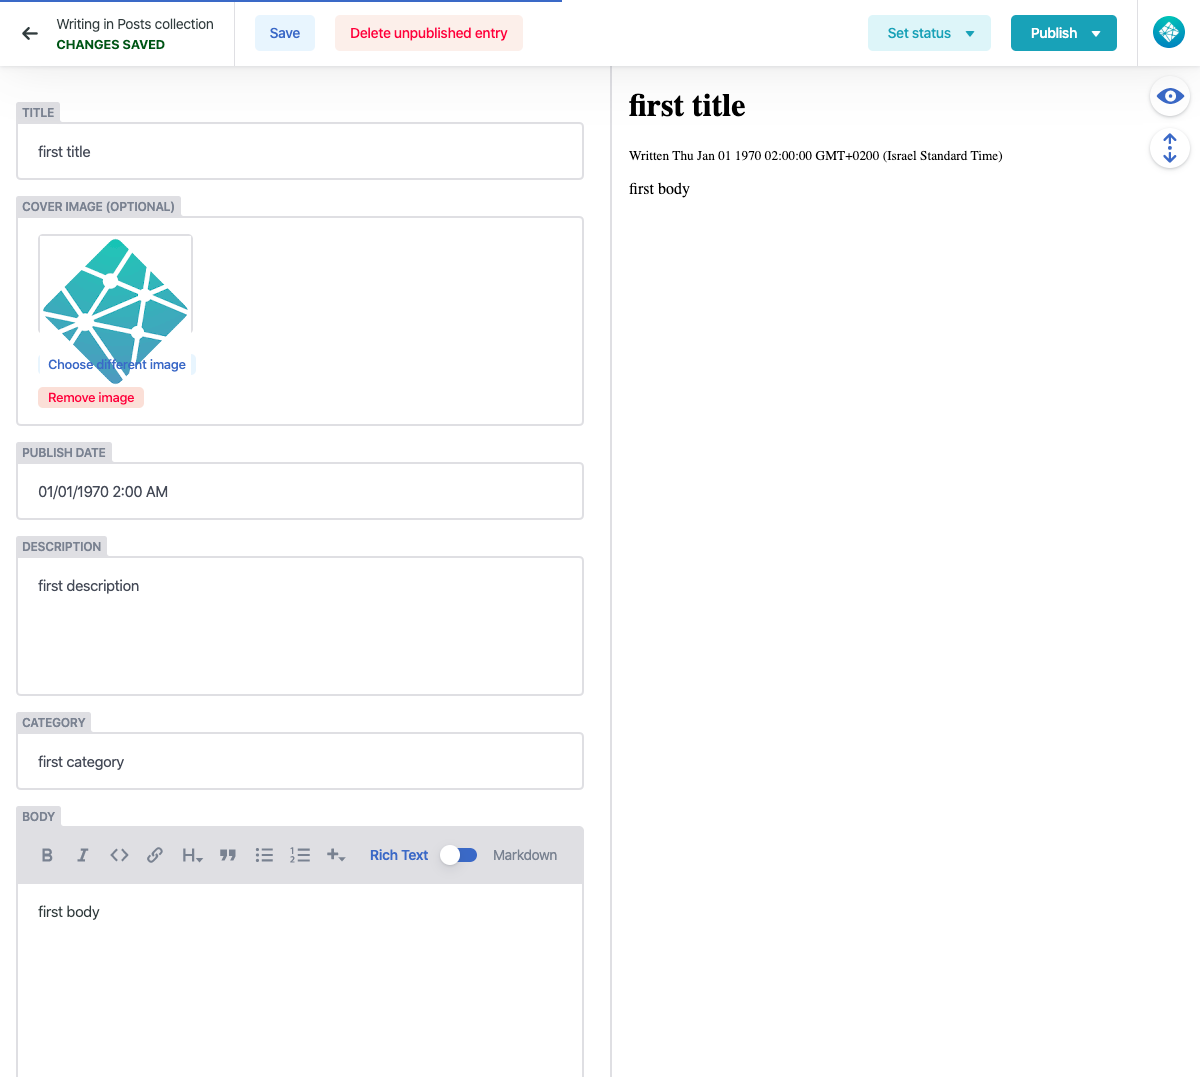 Writing in Posts collection
CHANGES SAVED
Save
Delete unpublished entry
Set status
Publish
TITLE
first title
COVER IMAGE (OPTIONAL)
Choose different image
Remove image
PUBLISH DATE
01/01/1970 2:00 AM
DESCRIPTION
first description
CATEGORY
first category
BODY
B I H Rich Text Markdown
first body
first title
Written Thu Jan 01 1970 02:00:00 GMT+0200 (Israel Standard Time)
first body